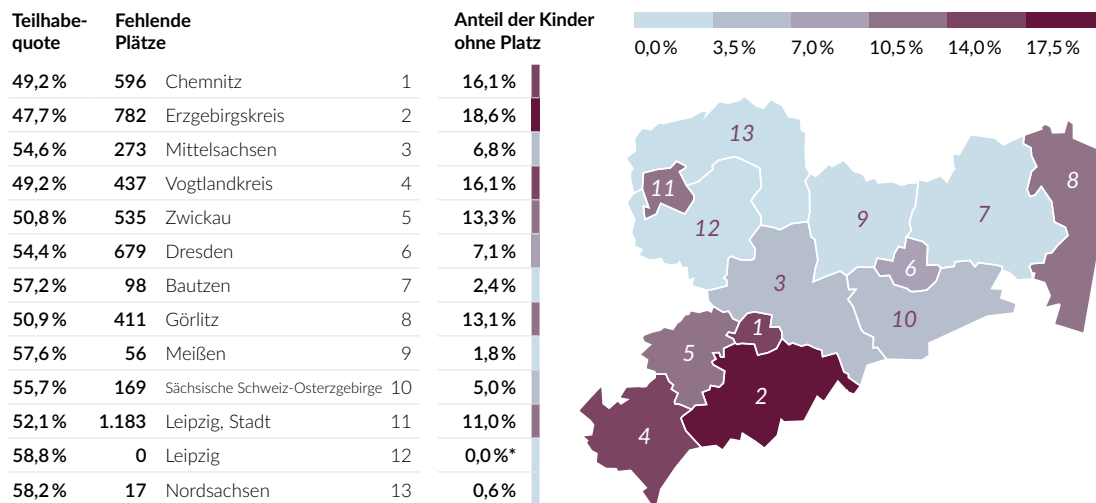 Teilhabe-
quote
Fehlende
Plätze
Anteil der Kinder
ohne Platz
0,0 % 3,5 % 7,0 % 10,5 % 14,0 % 17,5 %
49,2 % 596 Chemnitz 1 16,1 %
47,7 % 782 Erzgebirgskreis 2 18,6 %
54,6 % 273 Mittelsachsen 3 6,8 %
49,2 % 437 Vogtlandkreis 4 16,1 %
50,8 % 535 Zwickau 5 13,3 %
54,4 % 679 Dresden 6 7,1 %
57,2 % 98 Bautzen 7 2,4 %
50,9 % 411 Görlitz 8 13,1 %
57,6 % 56 Meißen 9 1,8 %
55,7 % 169 Sächsische Schweiz-Osterzgebirge 10 5,0 %
52,1 % 1.183 Leipzig, Stadt 11 11,0 %
58,8 % 0 Leipzig 12 0,0 %*
58,2 % 17 Nordsachsen 13 0,6 %
13
11
8
12
9
7
6
3
10
1
5
2
4